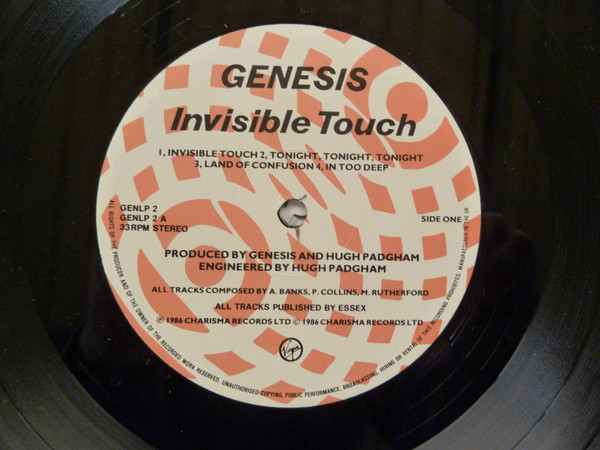 GENESIS
Invisible Touch
1, INVISIBLE TOUCH 2, TONIGHT, TONIGHT, TONIGHT
3, LAND OF CONFUSION 4, IN TOO DEEP
GENLP 2
GENLP 2 A
33RPM STEREO
SIDE ONE
PRODUCED BY GENESIS AND HUGH PADGHAM
ENGINEERED BY HUGH PADGHAM
ALL TRACKS COMPOSED BY A. BANKS, P. COLLINS, M. RUTHERFORD
ALL TRACKS PUBLISHED BY ESSEX
℗ 1986 CHARISMA RECORDS LTD © 1986 CHARISMA RECORDS LTD
Virgin
ALL RIGHTS OF THE PRODUCER AND OF THE OWNER OF THE RECORDED WORK RESERVED. UNAUTHORISED COPYING, PUBLIC PERFORMANCE, BROADCASTING, HIRING OR RENTAL OF THIS RECORDING PROHIBITED. MANUFACTURED IN THE UK